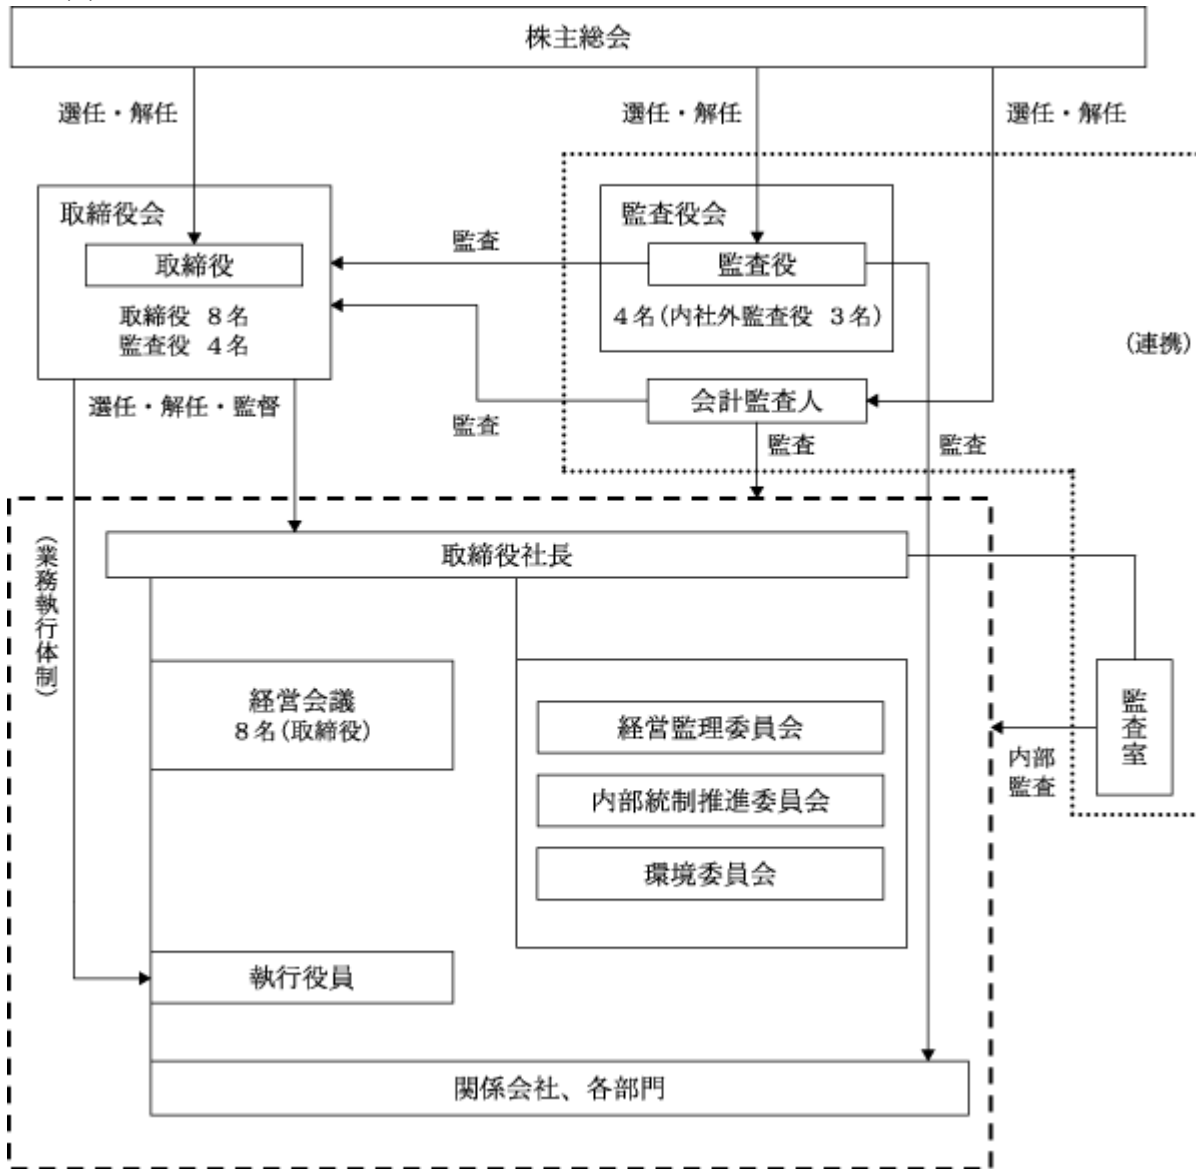 株主総会
選任・解任
選任・解任
選任・解任
取締役会
取締役
取締役 8名
監査役 4名
監査
監査役会
監査役
4名(内社外監査役 3名)
(連携)
会計監査人
選任・解任・監督
監査
監査
監査
(業務執行体制)
取締役社長
経営会議
8名(取締役)
経営監理委員会
内部統制推進委員会
環境委員会
監査室
内部
監査
執行役員
関係会社、各部門